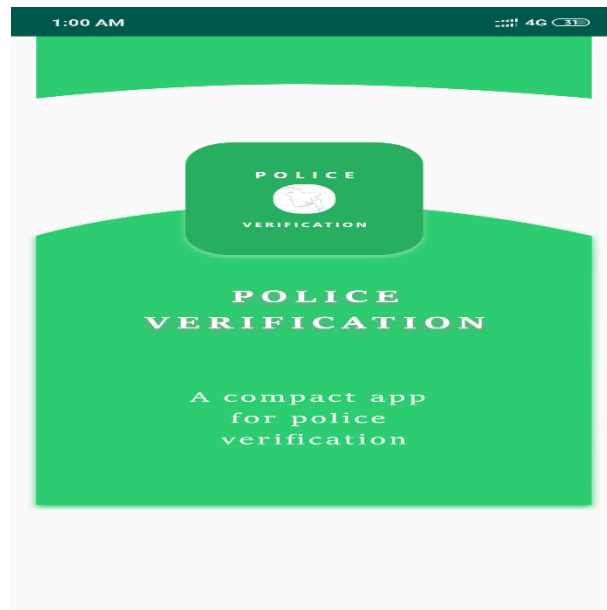 1:00 AM 4G 31
POLICE
VERIFICATION
POLICE
VERIFICATION
A compact app
for police
verification